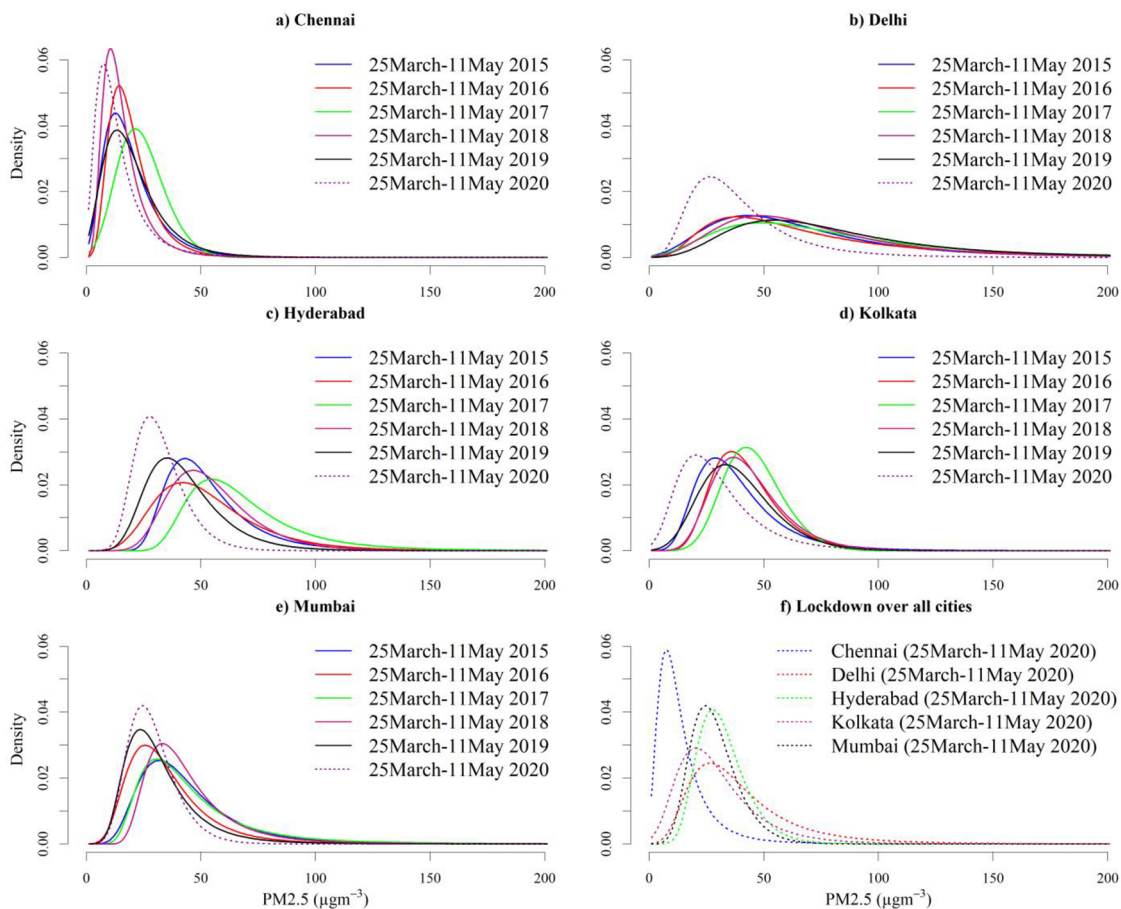 a) Chennai
Density
0.00
0.02
0.04
0.06
25March-11May 2015
25March-11May 2016
25March-11May 2017
25March-11May 2018
25March-11May 2019
25March-11May 2020
0 50 100 150 200
b) Delhi
0.00
0.02
0.04
0.06
25March-11May 2015
25March-11May 2016
25March-11May 2017
25March-11May 2018
25March-11May 2019
25March-11May 2020
0 50 100 150 200
c) Hyderabad
Density
0.00
0.02
0.04
0.06
25March-11May 2015
25March-11May 2016
25March-11May 2017
25March-11May 2018
25March-11May 2019
25March-11May 2020
0 50 100 150 200
d) Kolkata
0.00
0.02
0.04
0.06
25March-11May 2015
25March-11May 2016
25March-11May 2017
25March-11May 2018
25March-11May 2019
25March-11May 2020
0 50 100 150 200
e) Mumbai
Density
0.00
0.02
0.04
0.06
25March-11May 2015
25March-11May 2016
25March-11May 2017
25March-11May 2018
25March-11May 2019
25March-11May 2020
0 50 100 150 200
PM2.5 (μgm⁻³)
f) Lockdown over all cities
0.00
0.02
0.04
0.06
Chennai (25March-11May 2020)
Delhi (25March-11May 2020)
Hyderabad (25March-11May 2020)
Kolkata (25March-11May 2020)
Mumbai (25March-11May 2020)
0 50 100 150 200
PM2.5 (μgm⁻³)